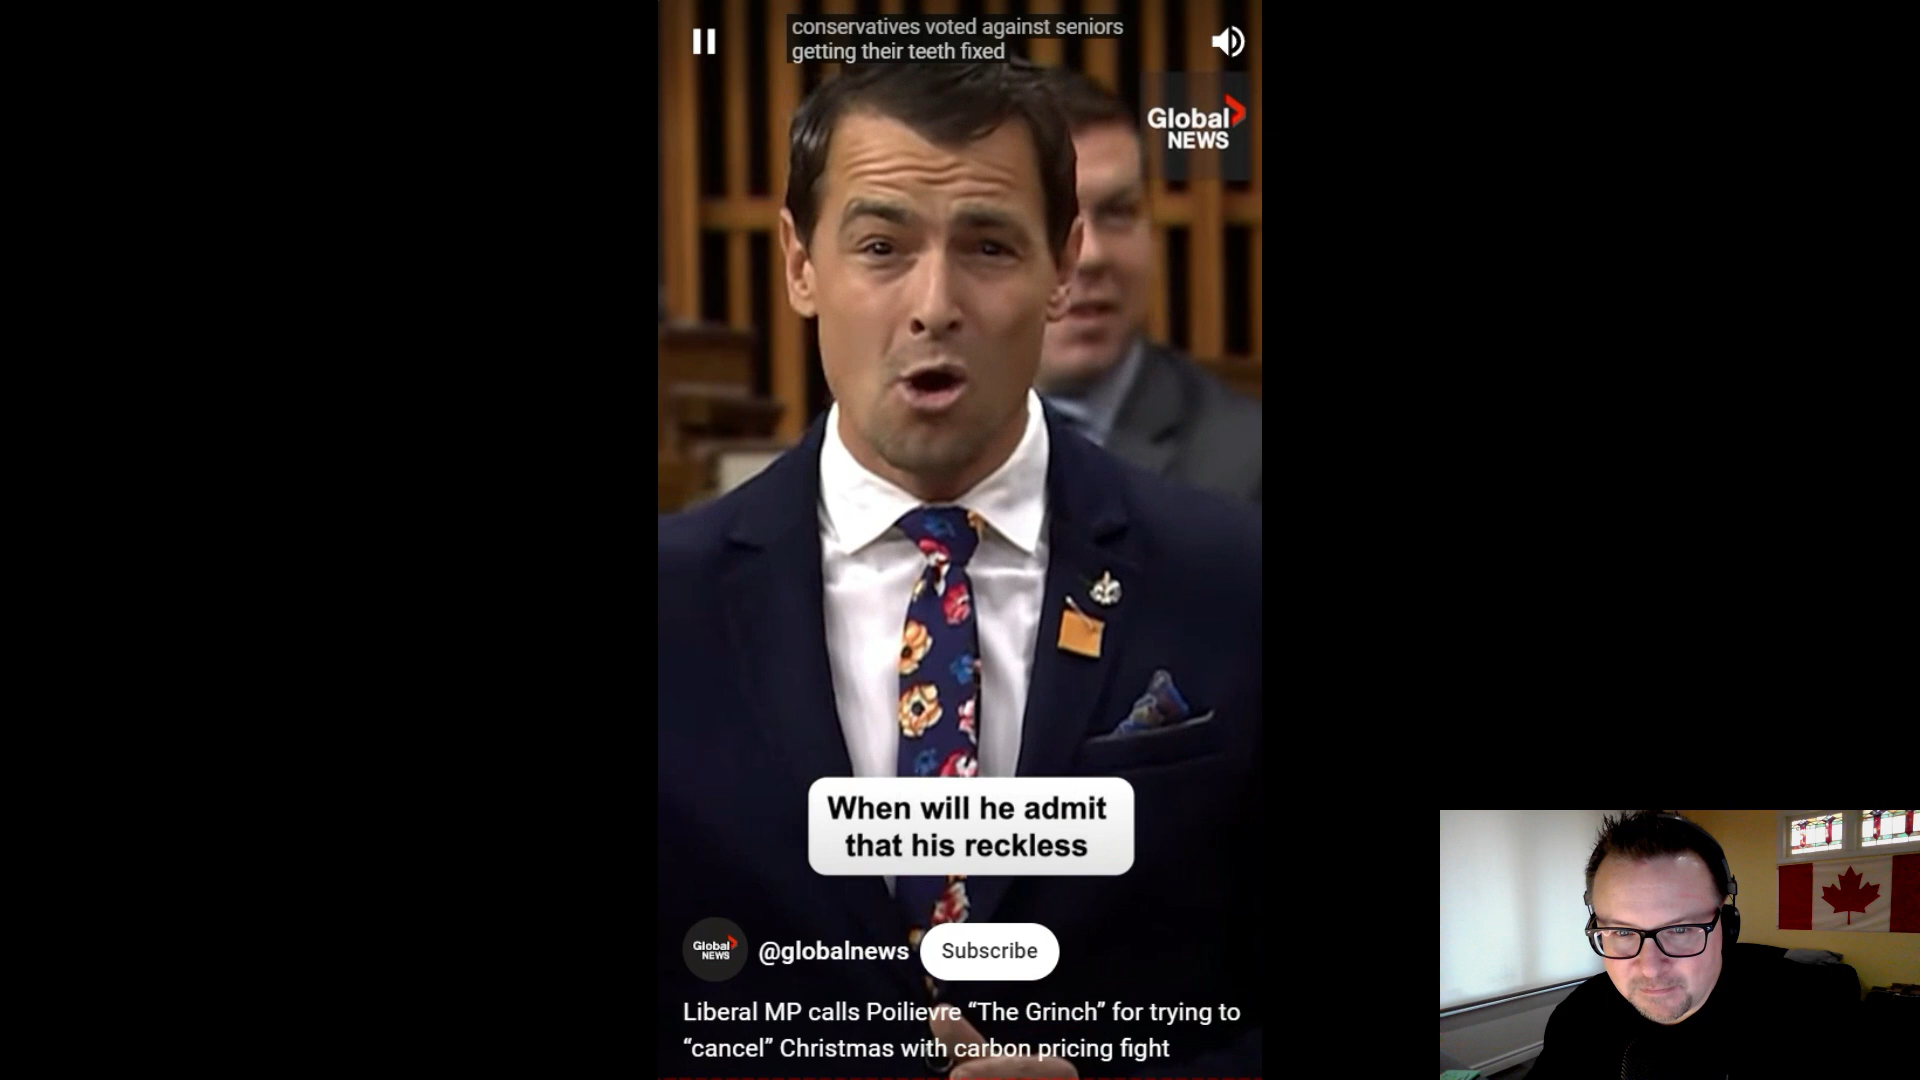 conservatives voted against seniors
getting their teeth fixed
Global
NEWS
When will he admit
that his reckless
Global
NEWS
@globalnews
Subscribe
Liberal MP calls Poilievre “The Grinch” for trying to
“cancel” Christmas with carbon pricing fight